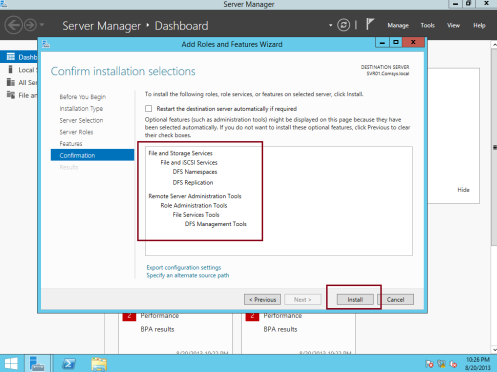 Server Manager
Server Manager • Dashboard
Manage Tools View Help
Dashb
Local S
All Ser
File an
Add Roles and Features Wizard
Confirm installation selections
DESTINATION SERVER
SVR01.Comsys.local
Before You Begin
Installation Type
Server Selection
Server Roles
Features
Confirmation
Results
To install the following roles, role services, or features on selected server, click Install.
Restart the destination server automatically if required
Optional features (such as administration tools) might be displayed on this page because they have
been selected automatically. If you do not want to install these optional features, click Previous to clear
their check boxes.
File and Storage Services
File and iSCSI Services
DFS Namespaces
DFS Replication
Remote Server Administration Tools
Role Administration Tools
File Services Tools
DFS Management Tools
Export configuration settings
Specify an alternate source path
< Previous Next > Install Cancel
Hide
2 Performance
BPA results
2 Performance
BPA results
8/20/2013 10:22 PM
8/20/2013 10:22 PM
10:26 PM
8/20/2013